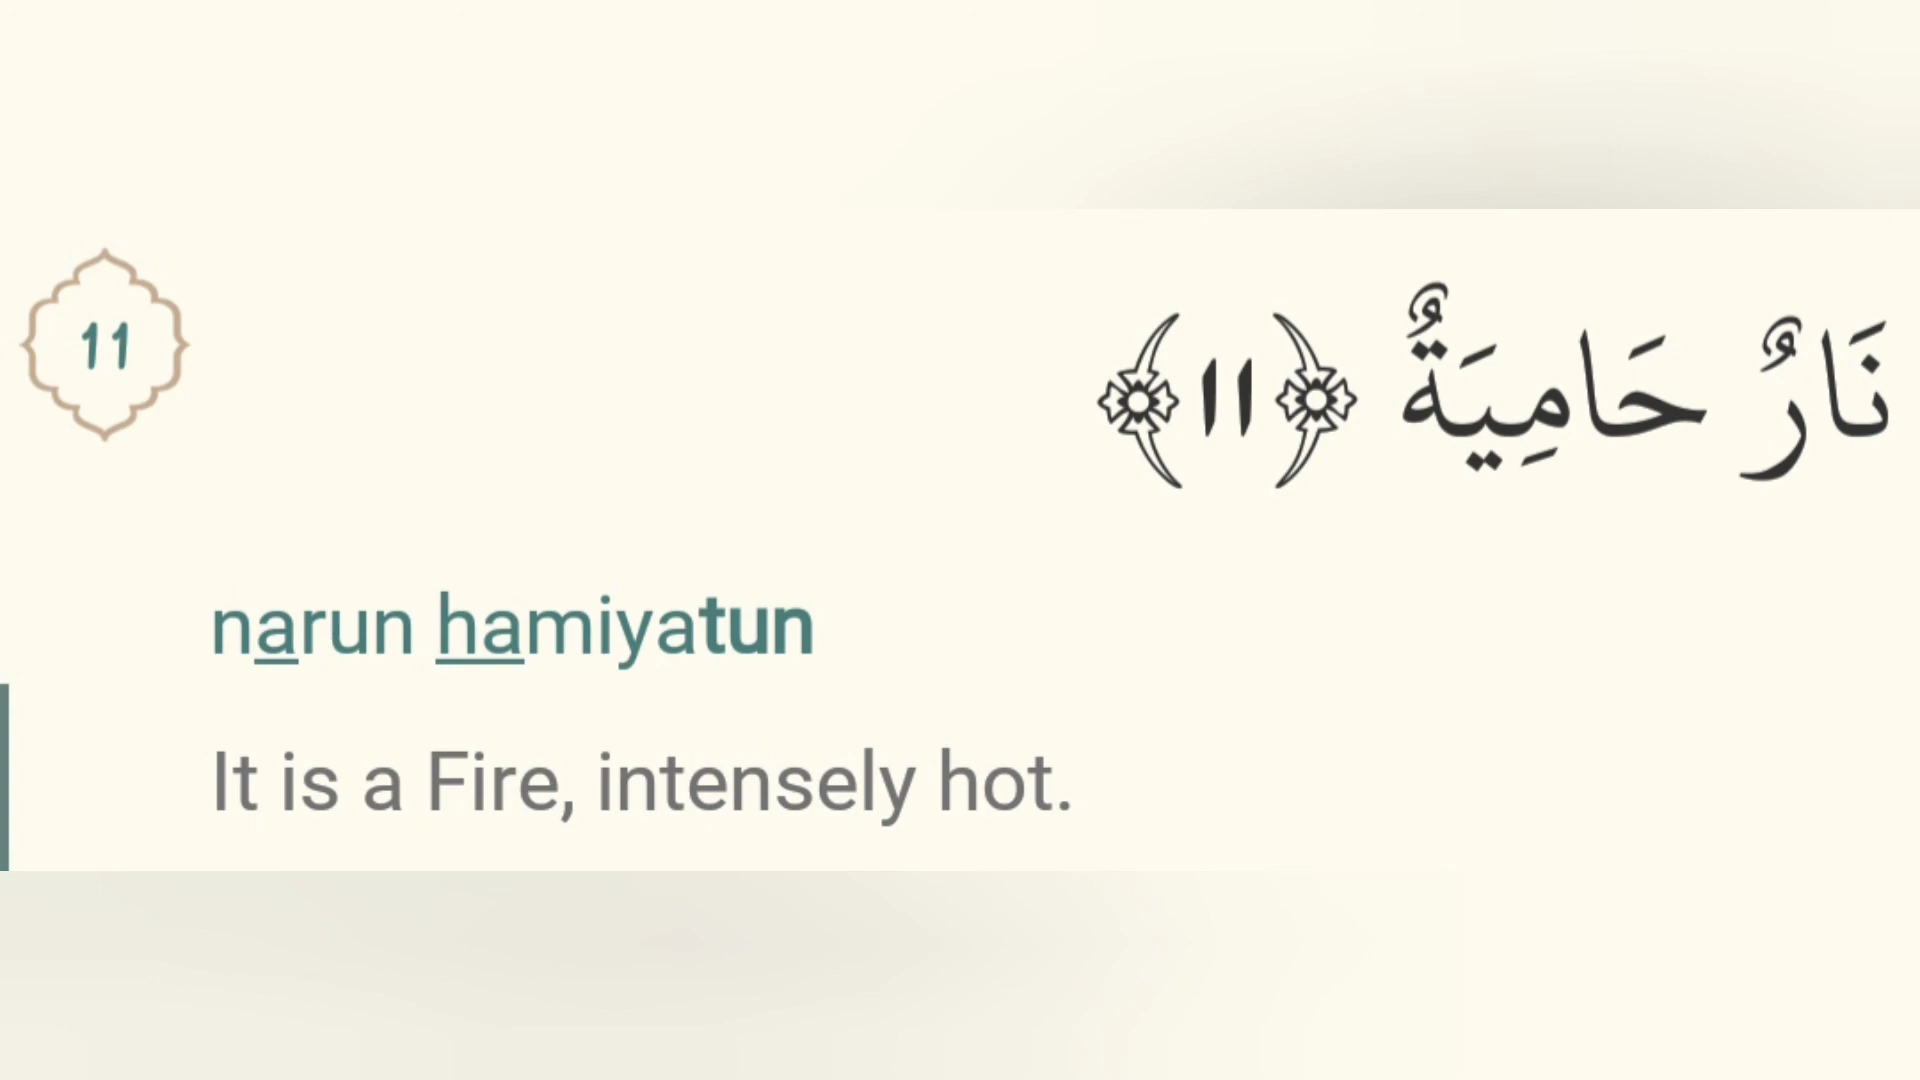 11
نَارٌ حَامِيَةٌ ﴿١١﴾
narun hamiyatun
It is a Fire, intensely hot.